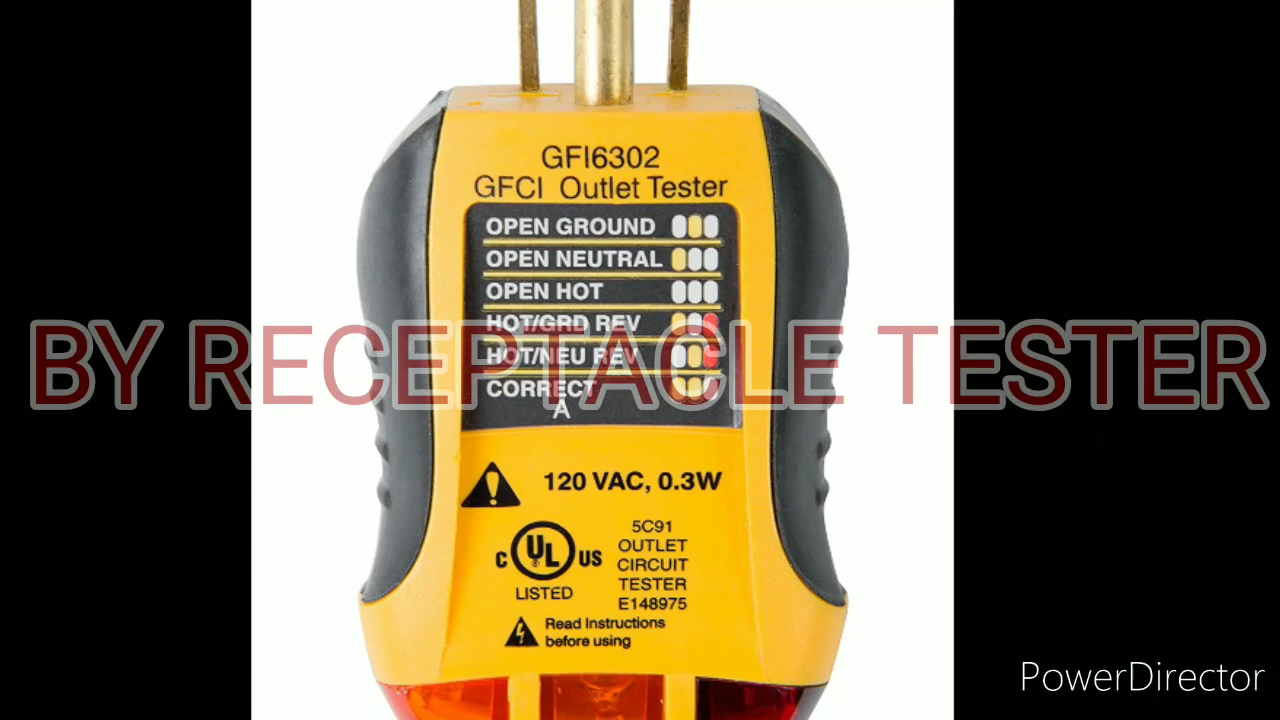 GFI6302
GFCI Outlet Tester
OPEN GROUND
OPEN NEUTRAL
OPEN HOT
HOT/GRD REV
HOT/NEU REV
CORRECT
A
BY RECEPTACLE TESTER
120 VAC, 0.3W
C UL US
LISTED
5C91
OUTLET
CIRCUIT
TESTER
E148975
Read Instructions
before using
PowerDirector